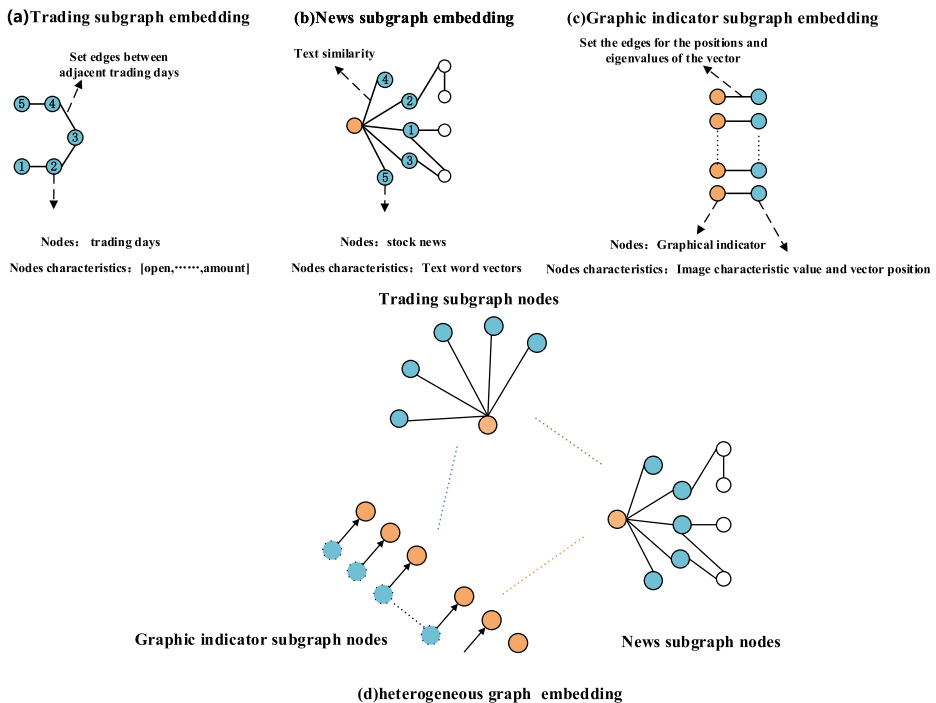 (a)Trading subgraph embedding
Set edges between
adjacent trading days
5 4
3
1 2
Nodes： trading days
Nodes characteristics：[open,······,amount]
(b)News subgraph embedding
Text similarity
4
2
1
3
5
Nodes：stock news
Nodes characteristics：Text word vectors
(c)Graphic indicator subgraph embedding
Set the edges for the positions and
eigenvalues of the vector
Nodes：Graphical indicator
Nodes characteristics：Image characteristic value and vector position
Trading subgraph nodes
Graphic indicator subgraph nodes
News subgraph nodes
(d)heterogeneous graph embedding